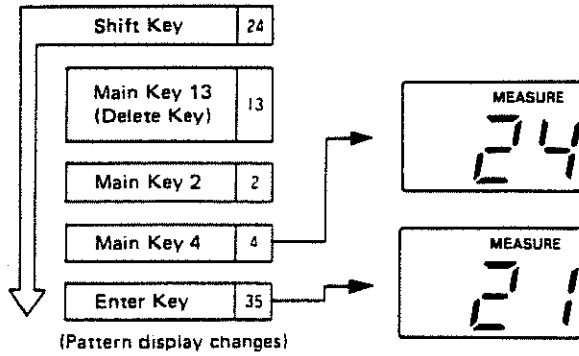 Shift Key 24
Main Key 13 13
(Delete Key)
Main Key 2 2
Main Key 4 4
Enter Key 35
(Pattern display changes)
MEASURE
24
MEASURE
21